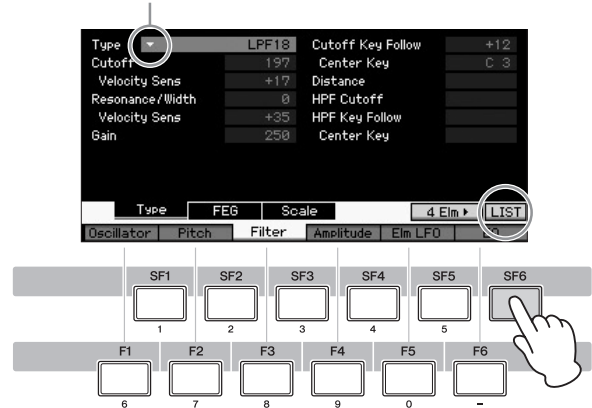 Type LPF18 Cutoff Key Follow +12
Cutoff 197 Center Key C 3
Velocity Sens +17 Distance
Resonance/Width 0 HPF Cutoff
Velocity Sens +35 HPF Key Follow
Gain 250 Center Key
Type FEG Scale 4 Elm LIST
Oscillator Pitch Filter Amplitude Elm LFO EQ
SF1 SF2 SF3 SF4 SF5 SF6
1 2 3 4 5
F1 F2 F3 F4 F5 F6
6 7 8 9 0 -